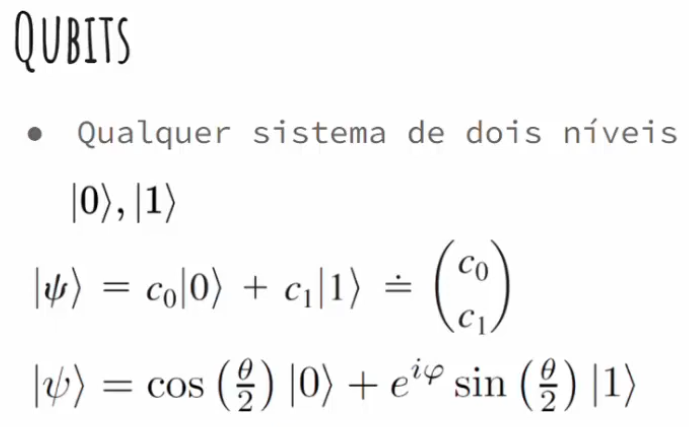 QUBITS
● Qualquer sistema de dois níveis
|0⟩, |1⟩
|ψ⟩ = c₀|0⟩ + c₁|1⟩ ≐ (c₀ c₁)
|ψ⟩ = cos (θ/2) |0⟩ + e^{iφ} sin (θ/2) |1⟩